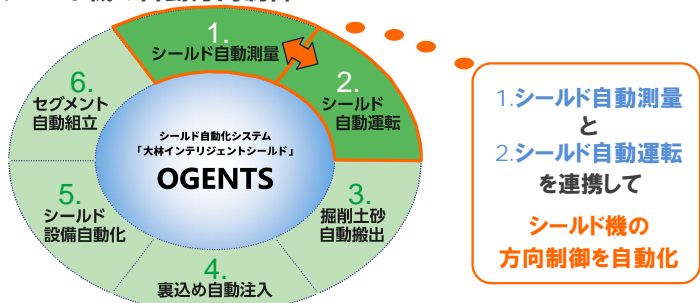 1.
シールド自動測量
2.
シールド
自動運転
3.
掘削土砂
自動搬出
4.
裏込め自動注入
5.
シールド
設備自動化
6.
セグメント
自動組立
シールド自動化システム
「大林インテリジェントシールド」
OGENTS
1.シールド自動測量
と
2.シールド自動運転
を連携して
シールド機の
方向制御を自動化